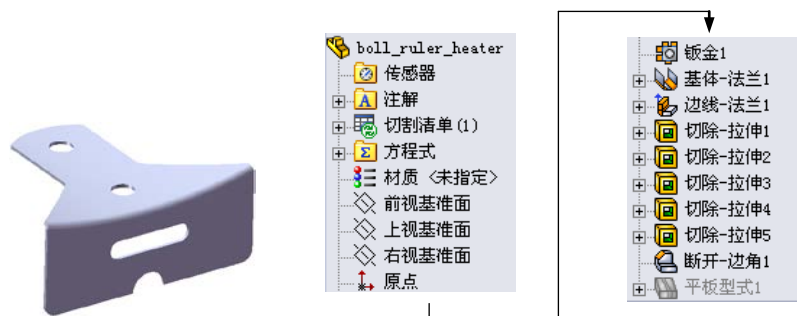 boll_ruler_heater
传感器
注解
切割清单(1)
方程式
材质 <未指定>
前视基准面
上视基准面
右视基准面
原点
钣金1
基体-法兰1
边线-法兰1
切除-拉伸1
切除-拉伸2
切除-拉伸3
切除-拉伸4
切除-拉伸5
断开-边角1
平板型式1